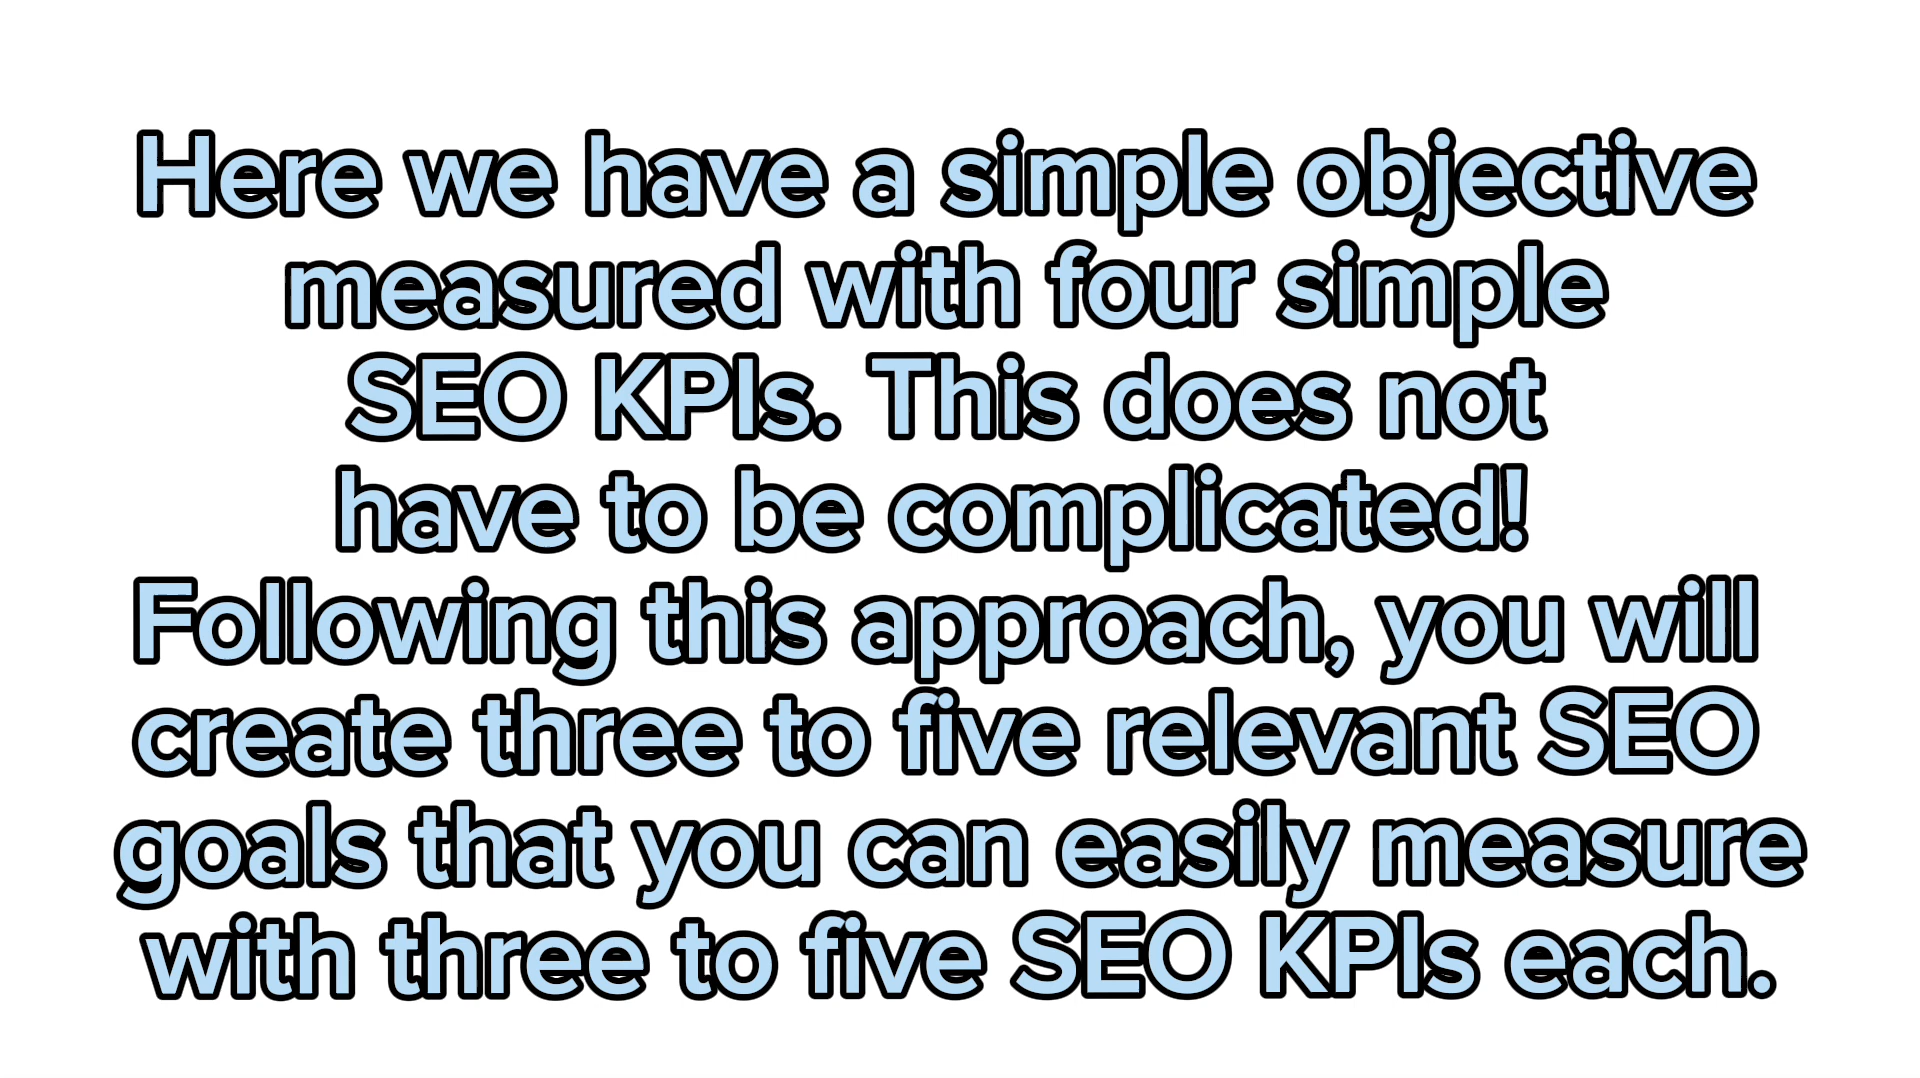 Here we have a simple objective
measured with four simple
SEO KPIs. This does not
have to be complicated!
Following this approach, you will
create three to five relevant SEO
goals that you can easily measure
with three to five SEO KPIs each.